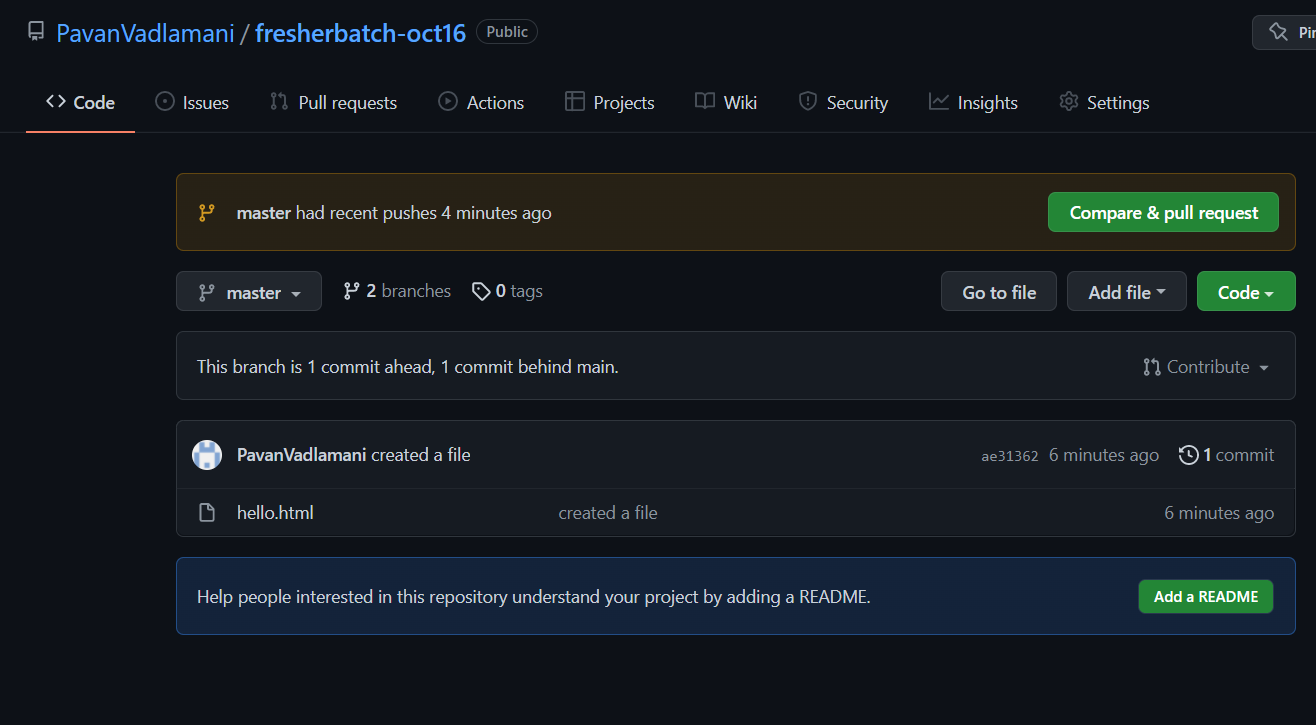 PavanVadlamani / fresherbatch-oct16 Public Pin
Code Issues Pull requests Actions Projects Wiki Security Insights Settings
master had recent pushes 4 minutes ago Compare & pull request
master 2 branches 0 tags Go to file Add file Code
This branch is 1 commit ahead, 1 commit behind main. Contribute
PavanVadlamani created a file ae31362 6 minutes ago 1 commit
hello.html created a file 6 minutes ago
Help people interested in this repository understand your project by adding a README. Add a README